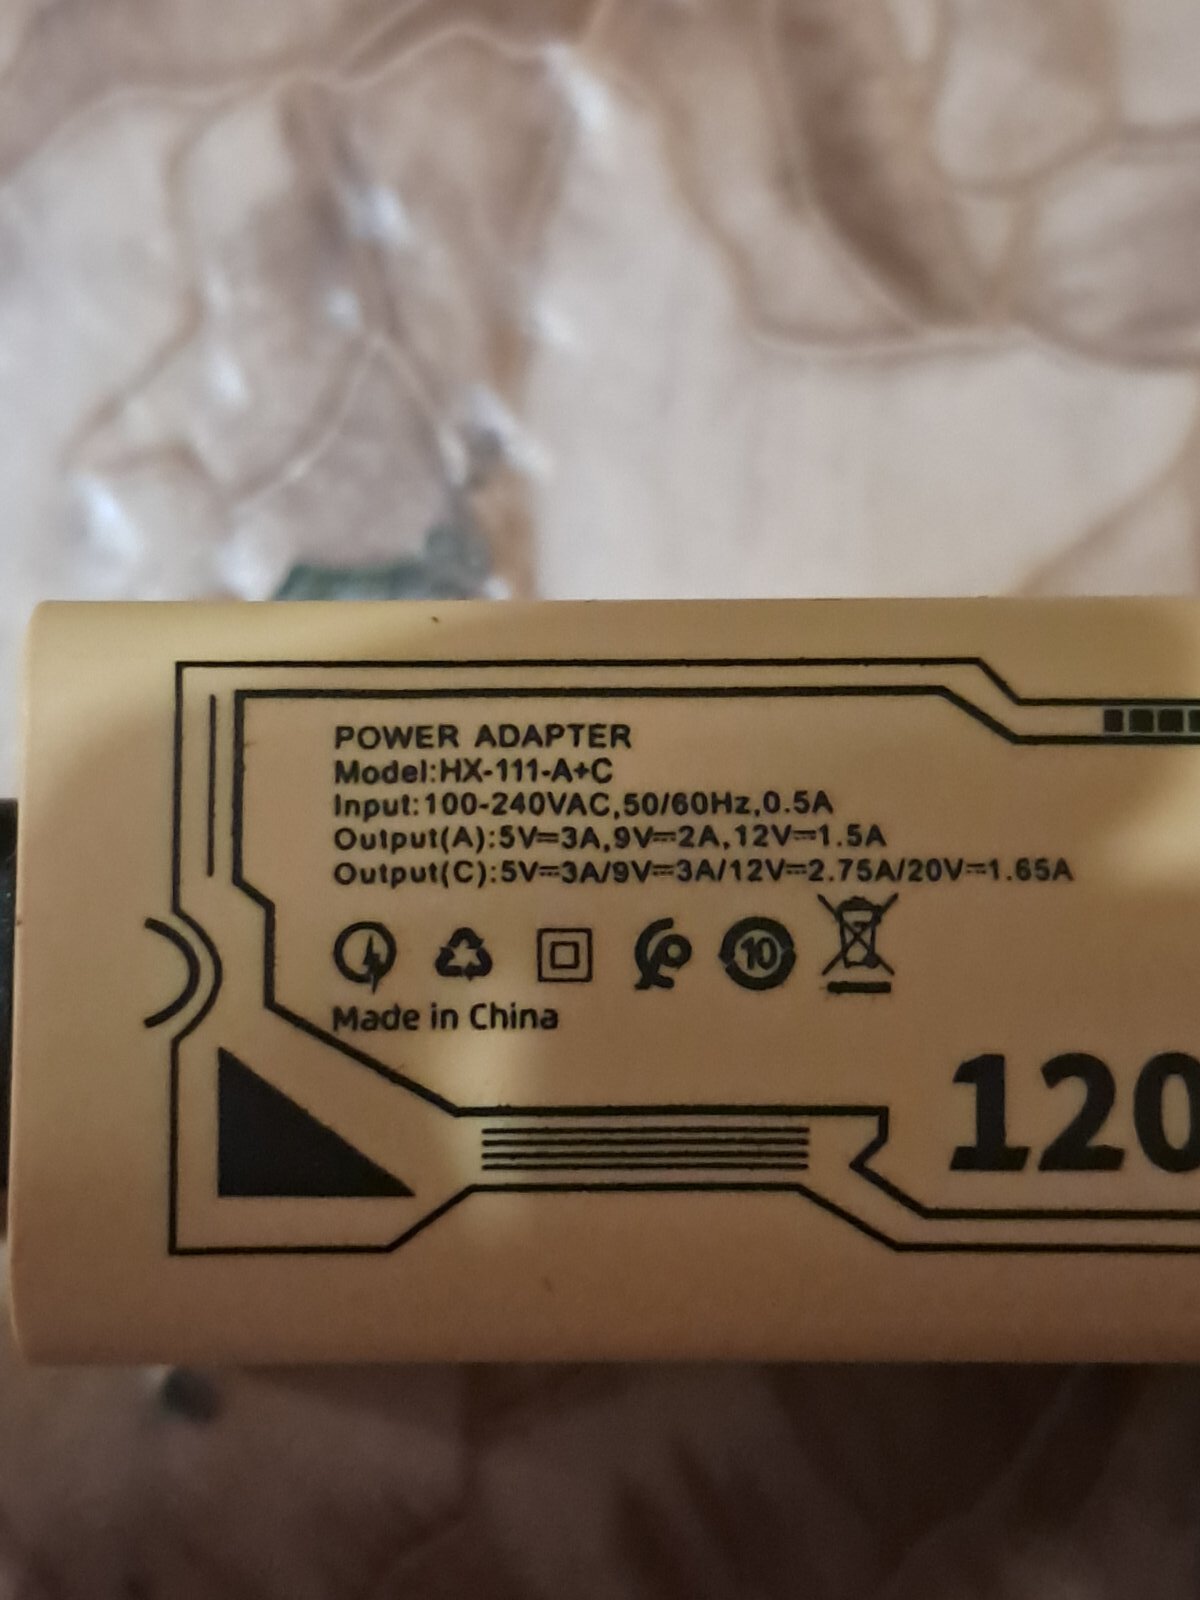 POWER ADAPTER
Model:HX-111-A+C
Input:100-240VAC,50/60Hz,0.5A
Output(A):5V⎓3A,9V⎓2A,12V⎓1.5A
Output(C):5V⎓3A/9V⎓3A/12V⎓2.75A/20V⎓1.65A
10
Made in China
120